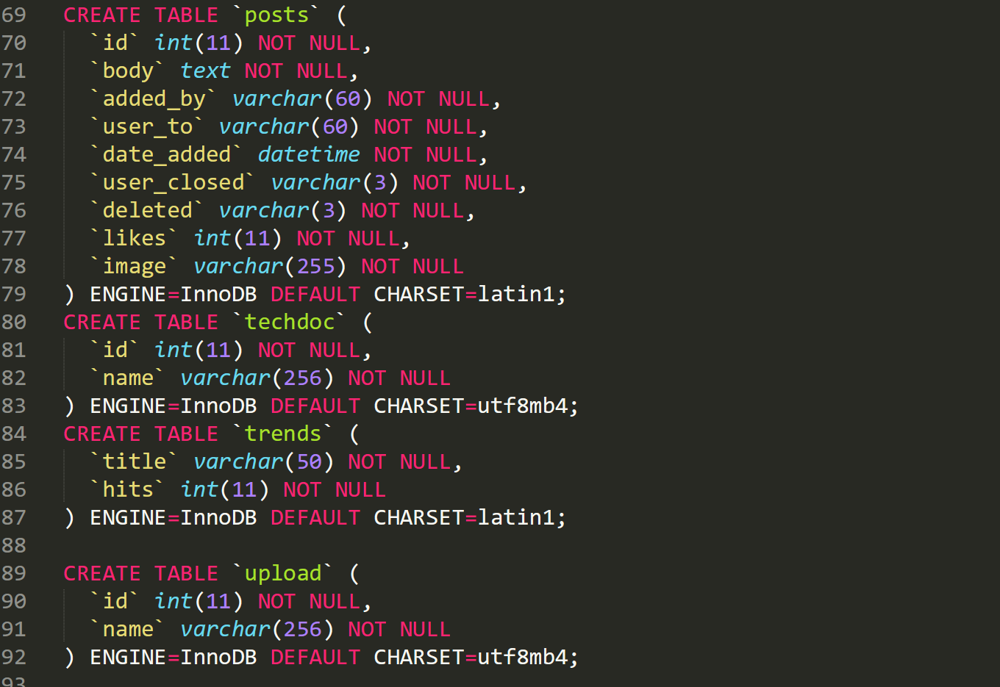 69 CREATE TABLE `posts` (
70 `id` int(11) NOT NULL,
71 `body` text NOT NULL,
72 `added_by` varchar(60) NOT NULL,
73 `user_to` varchar(60) NOT NULL,
74 `date_added` datetime NOT NULL,
75 `user_closed` varchar(3) NOT NULL,
76 `deleted` varchar(3) NOT NULL,
77 `likes` int(11) NOT NULL,
78 `image` varchar(255) NOT NULL
79 ) ENGINE=InnoDB DEFAULT CHARSET=latin1;
80 CREATE TABLE `techdoc` (
81 `id` int(11) NOT NULL,
82 `name` varchar(256) NOT NULL
83 ) ENGINE=InnoDB DEFAULT CHARSET=utf8mb4;
84 CREATE TABLE `trends` (
85 `title` varchar(50) NOT NULL,
86 `hits` int(11) NOT NULL
87 ) ENGINE=InnoDB DEFAULT CHARSET=latin1;
88
89 CREATE TABLE `upload` (
90 `id` int(11) NOT NULL,
91 `name` varchar(256) NOT NULL
92 ) ENGINE=InnoDB DEFAULT CHARSET=utf8mb4;
93